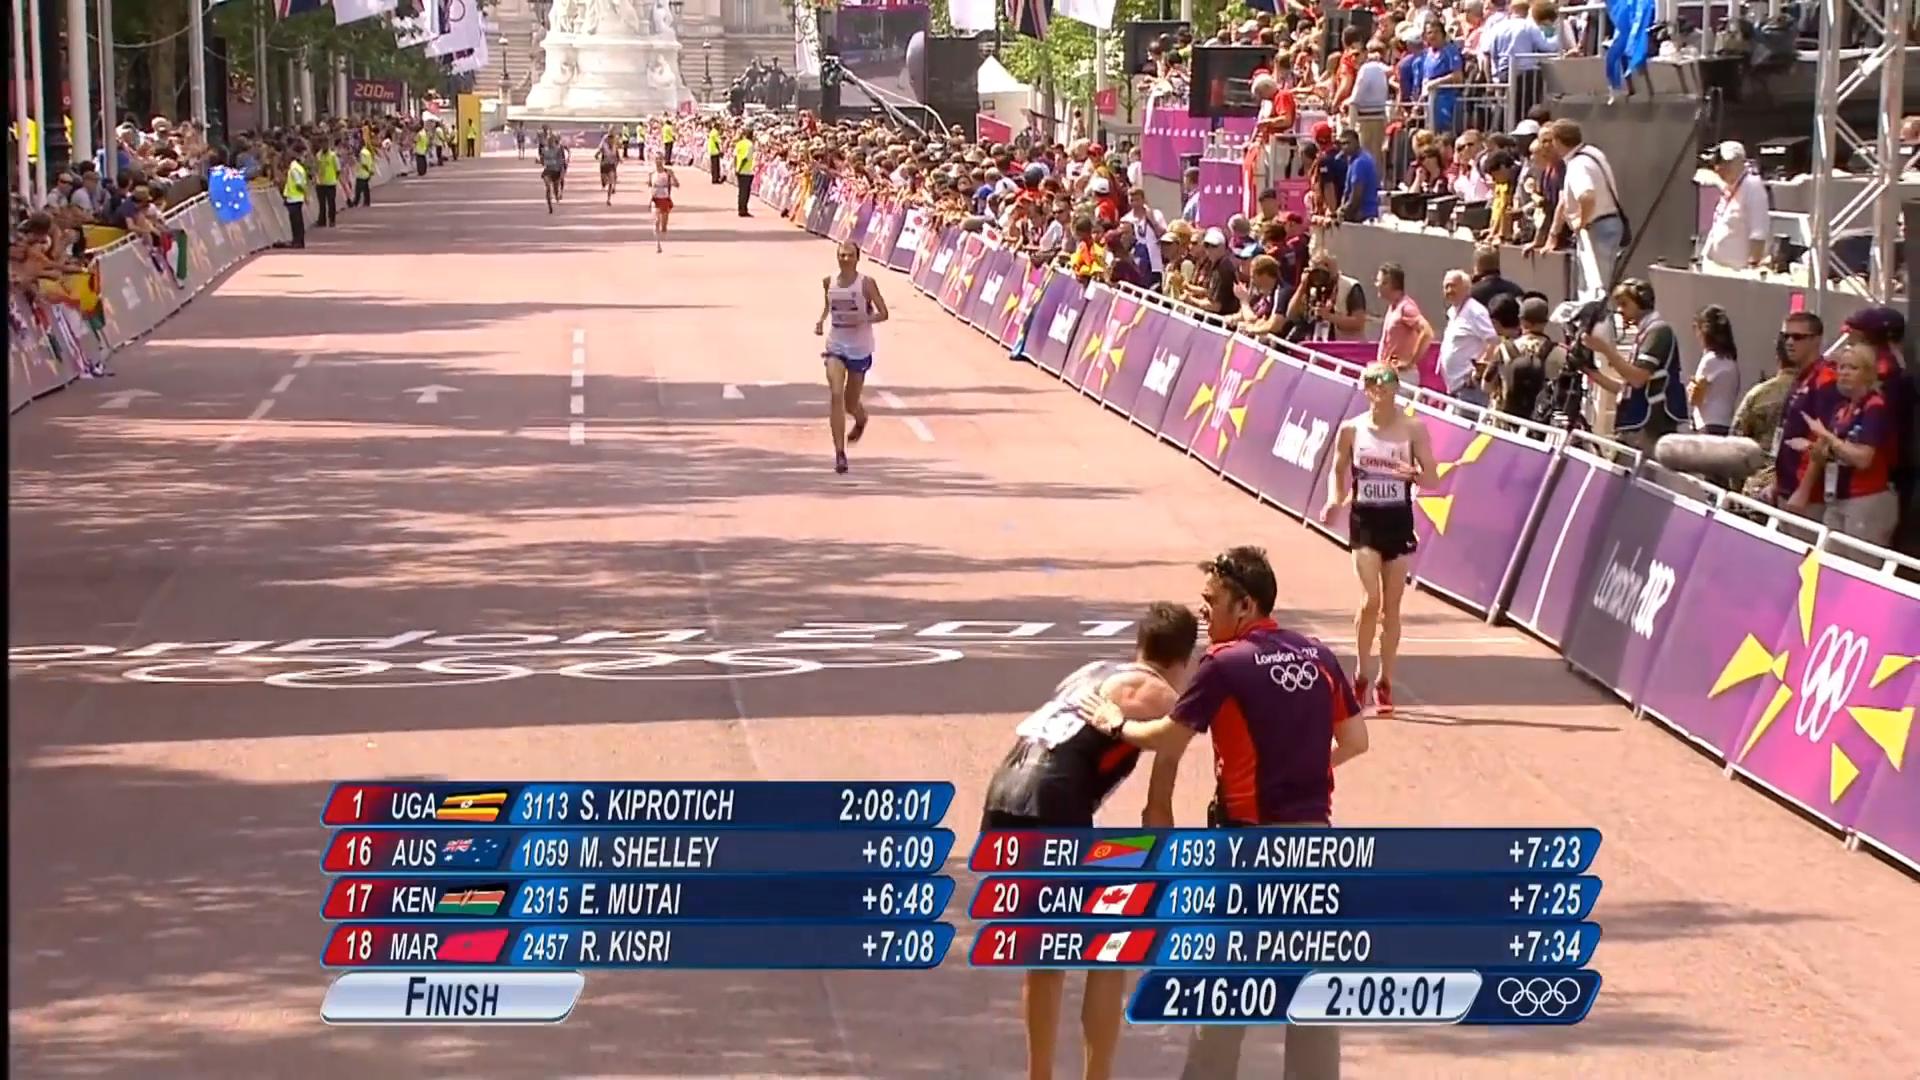 200m
London 2012
London 2012
London 2012
CANADA
GILLIS
London 2012
London 2012
1 UGA 3113 S. KIPROTICH 2:08:01
16 AUS 1059 M. SHELLEY +6:09
17 KEN 2315 E. MUTAI +6:48
18 MAR 2457 R. KISRI +7:08
19 ERI 1593 Y. ASMEROM +7:23
20 CAN 1304 D. WYKES +7:25
21 PER 2629 R. PACHECO +7:34
FINISH
2:16:00 2:08:01